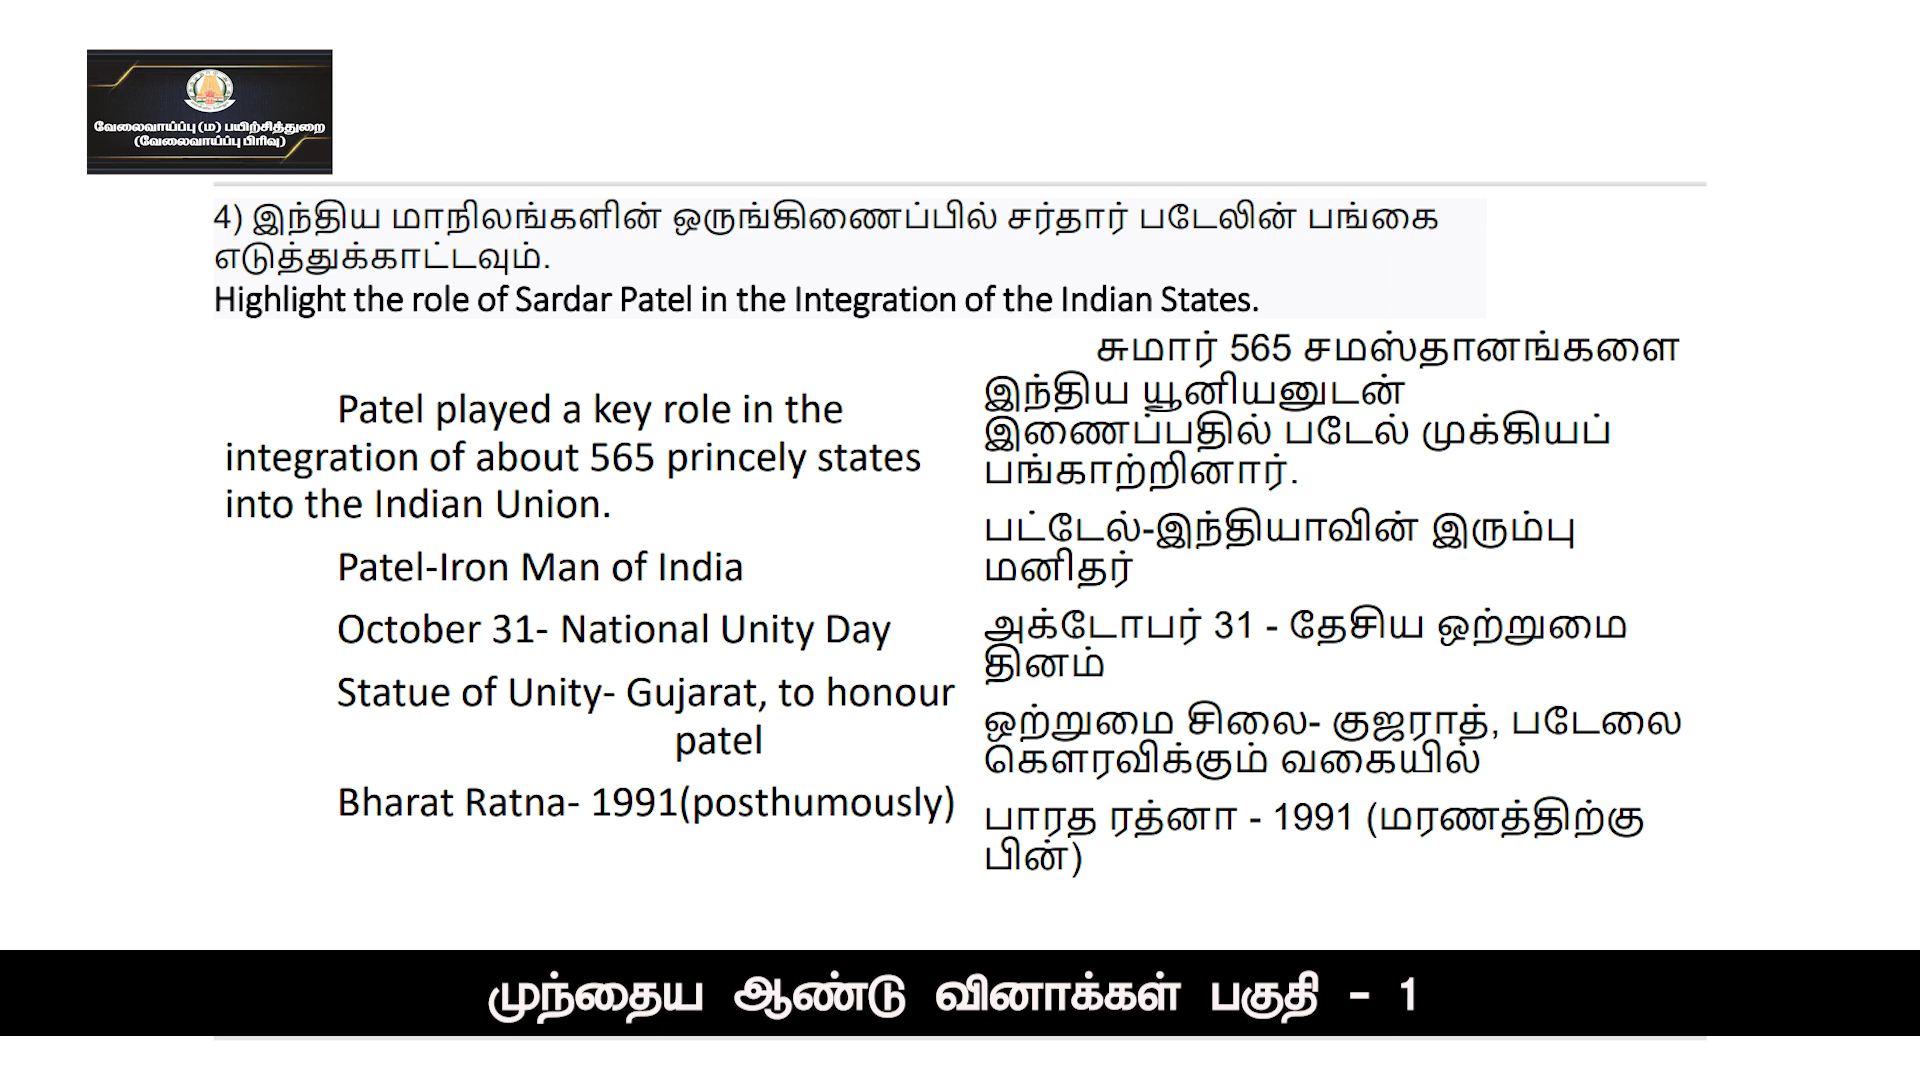 வேலைவாய்ப்பு (ம) பயிற்சித்துறை
(வேலைவாய்ப்பு பிரிவு)
4) இந்திய மாநிலங்களின் ஒருங்கிணைப்பில் சர்தார் படேலின் பங்கை
எடுத்துக்காட்டவும்.
Highlight the role of Sardar Patel in the Integration of the Indian States.
Patel played a key role in the
integration of about 565 princely states
into the Indian Union.
Patel-Iron Man of India
October 31- National Unity Day
Statue of Unity- Gujarat, to honour
patel
Bharat Ratna- 1991(posthumously)
சுமார் 565 சமஸ்தானங்களை
இந்திய யூனியனுடன்
இணைப்பதில் படேல் முக்கியப்
பங்காற்றினார்.
பட்டேல்-இந்தியாவின் இரும்பு
மனிதர்
அக்டோபர் 31 - தேசிய ஒற்றுமை
தினம்
ஒற்றுமை சிலை- குஜராத், படேலை
கௌரவிக்கும் வகையில்
பாரத ரத்னா - 1991 (மரணத்திற்கு
பின்)
முந்தைய ஆண்டு வினாக்கள் பகுதி - 1